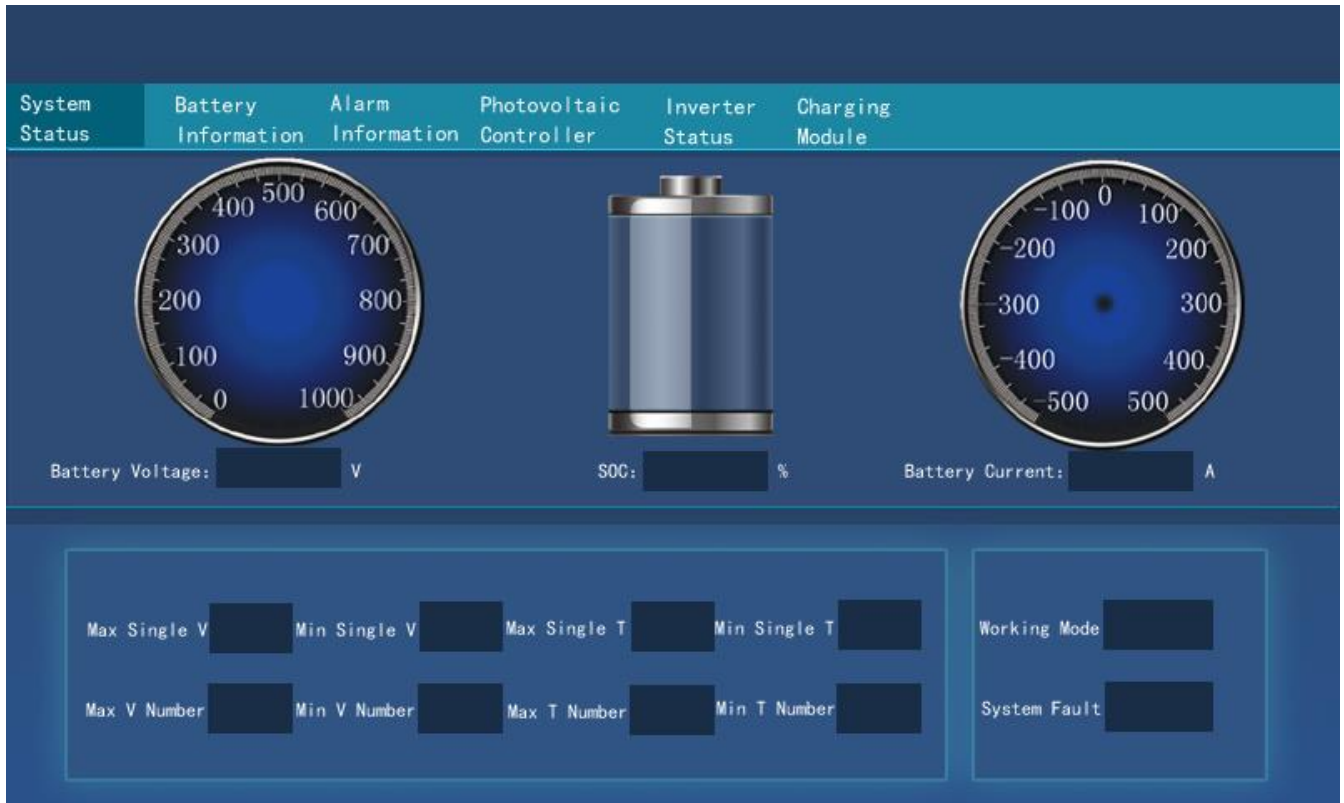 System Status
Battery Information
Alarm Information
Photovoltaic Controller
Inverter Status
Charging Module
0
100
200
300
400
500
600
700
800
900
1000
-500
-400
-300
-200
-100
0
100
200
300
400
500
Battery Voltage: V
SOC: %
Battery Current: A
Max Single V Min Single V Max Single T Min Single T
Max V Number Min V Number Max T Number Min T Number
Working Mode
System Fault